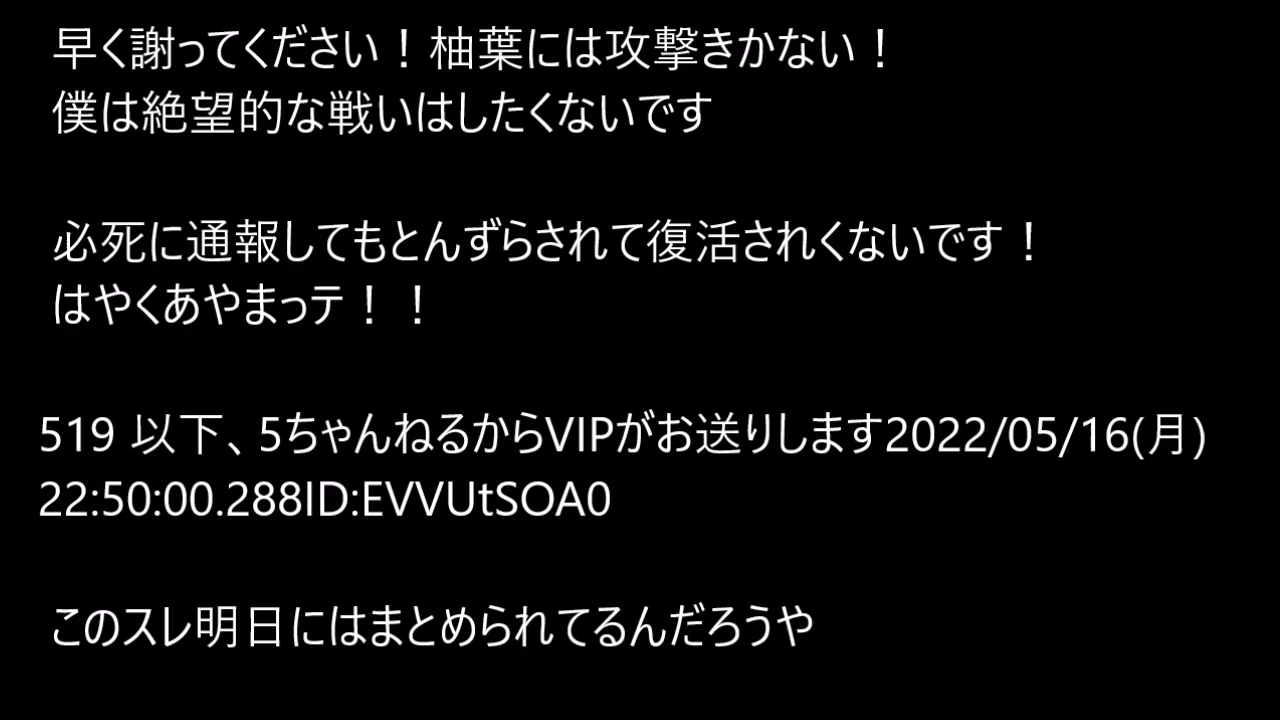 早く謝ってください！柚葉には攻撃きかない！
僕は絶望的な戦いはしたくないです
必死に通報してもとんずらされて復活されくないです！
はやくあやまっテ！！
519 以下、5ちゃんねるからVIPがお送りします2022/05/16(月)
22:50:00.288ID:EVVUtSOA0
このスレ明日にはまとめられてるんだろうや